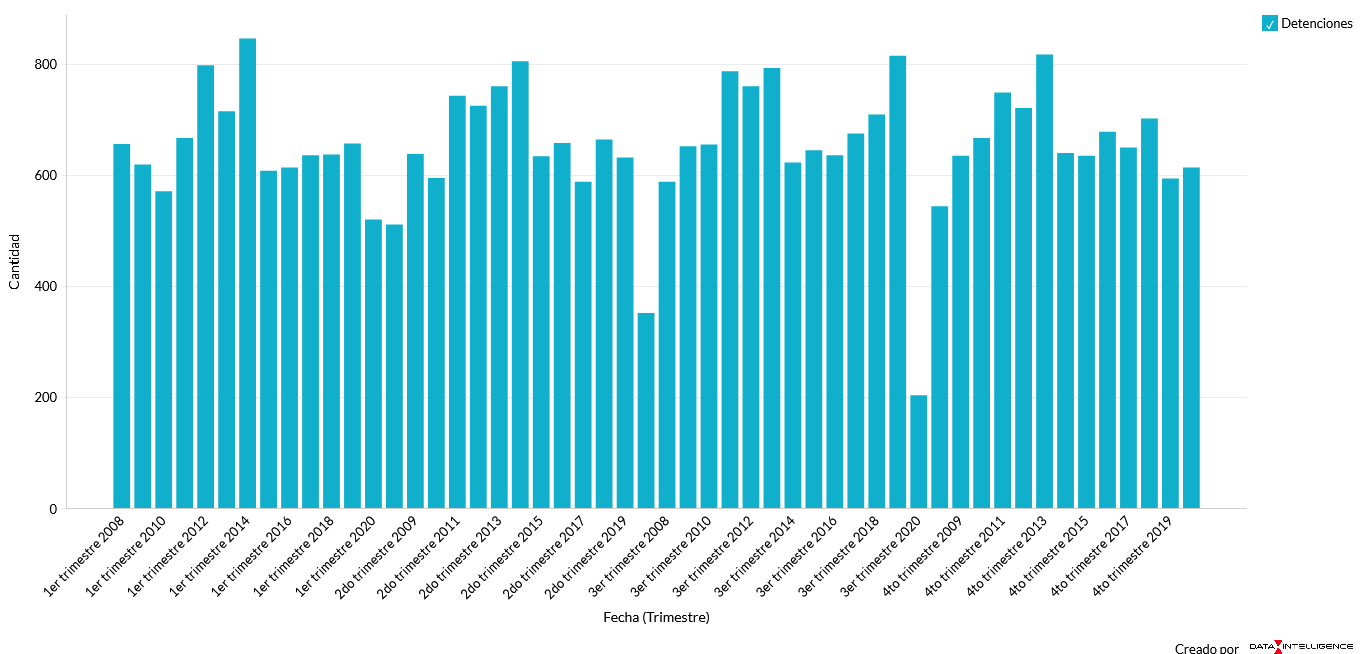 Detenciones
800
600
400
200
0
Cantidad
1er trimestre 2008
1er trimestre 2010
1er trimestre 2012
1er trimestre 2014
1er trimestre 2016
1er trimestre 2018
1er trimestre 2020
2do trimestre 2009
2do trimestre 2011
2do trimestre 2013
2do trimestre 2015
2do trimestre 2017
2do trimestre 2019
3er trimestre 2008
3er trimestre 2010
3er trimestre 2012
3er trimestre 2014
3er trimestre 2016
3er trimestre 2018
3er trimestre 2020
4to trimestre 2009
4to trimestre 2011
4to trimestre 2013
4to trimestre 2015
4to trimestre 2017
4to trimestre 2019
Fecha (Trimestre)
Creado por DATA INTELLIGENCE